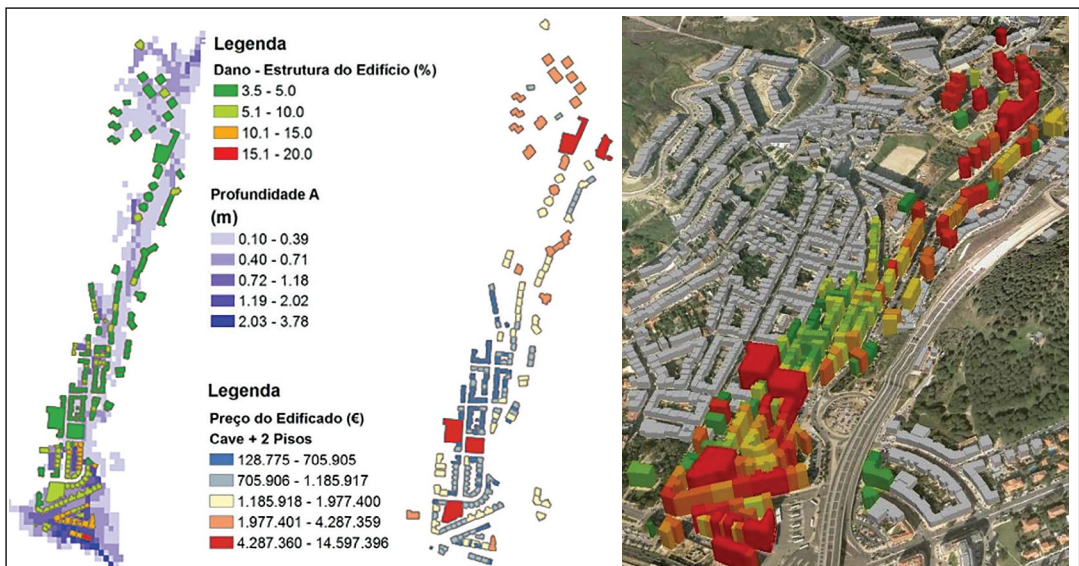 Legenda
Dano - Estrutura do Edifício (%)
3.5 - 5.0
5.1 - 10.0
10.1 - 15.0
15.1 - 20.0
Profundidade A
(m)
0.10 - 0.39
0.40 - 0.71
0.72 - 1.18
1.19 - 2.02
2.03 - 3.78
Legenda
Preço do Edificado (€)
Cave + 2 Pisos
128.775 - 705.905
705.906 - 1.185.917
1.185.918 - 1.977.400
1.977.401 - 4.287.359
4.287.360 - 14.597.396